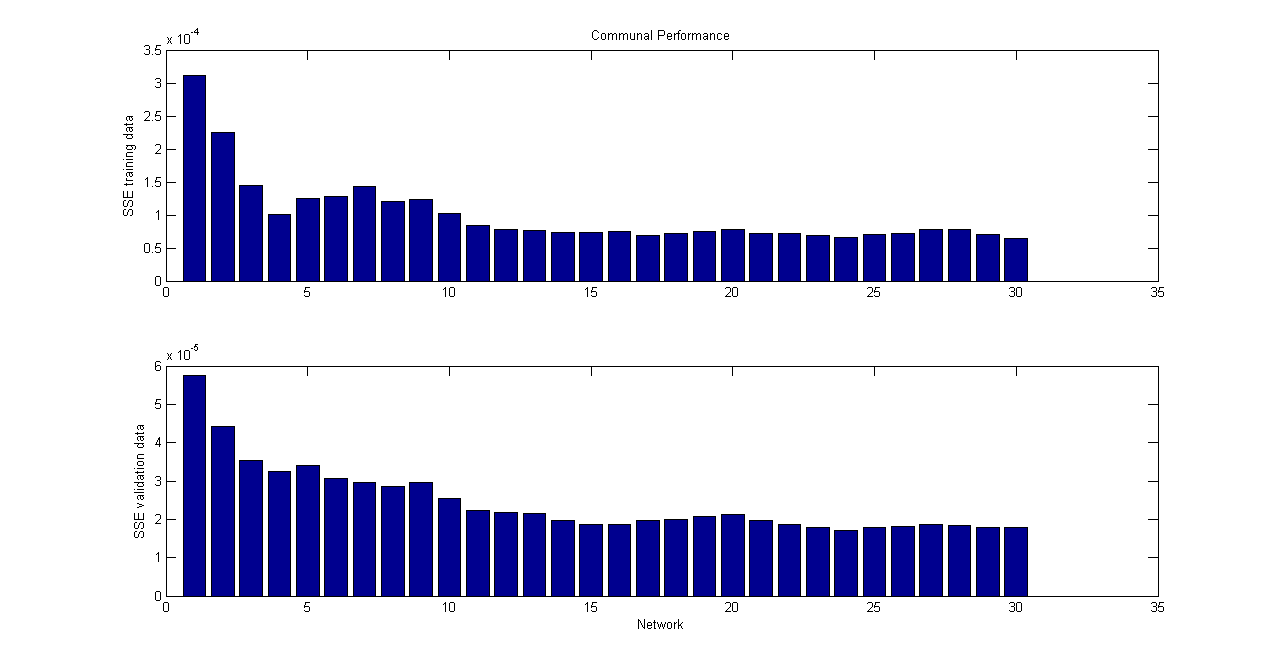 Communal Performance
x 10-4
3.5
3
2.5
2
1.5
1
0.5
0
SSE training data
0 5 10 15 20 25 30 35
x 10-5
6
5
4
3
2
1
0
SSE validation data
0 5 10 15 20 25 30 35
Network